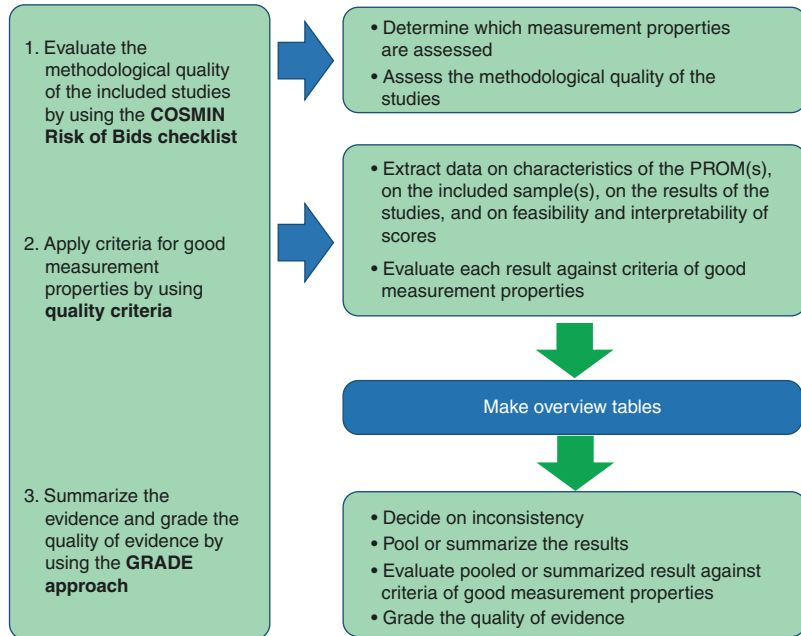 1. Evaluate the
methodological quality
of the included studies
by using the COSMIN
Risk of Bids checklist
2. Apply criteria for good
measurement
properties by using
quality criteria
3. Summarize the
evidence and grade the
quality of evidence by
using the GRADE
approach
• Determine which measurement properties
are assessed
• Assess the methodological quality of the
studies
• Extract data on characteristics of the PROM(s),
on the included sample(s), on the results of the
studies, and on feasibility and interpretability of
scores
• Evaluate each result against criteria of good
measurement properties
Make overview tables
• Decide on inconsistency
• Pool or summarize the results
• Evaluate pooled or summarized result against
criteria of good measurement properties
• Grade the quality of evidence